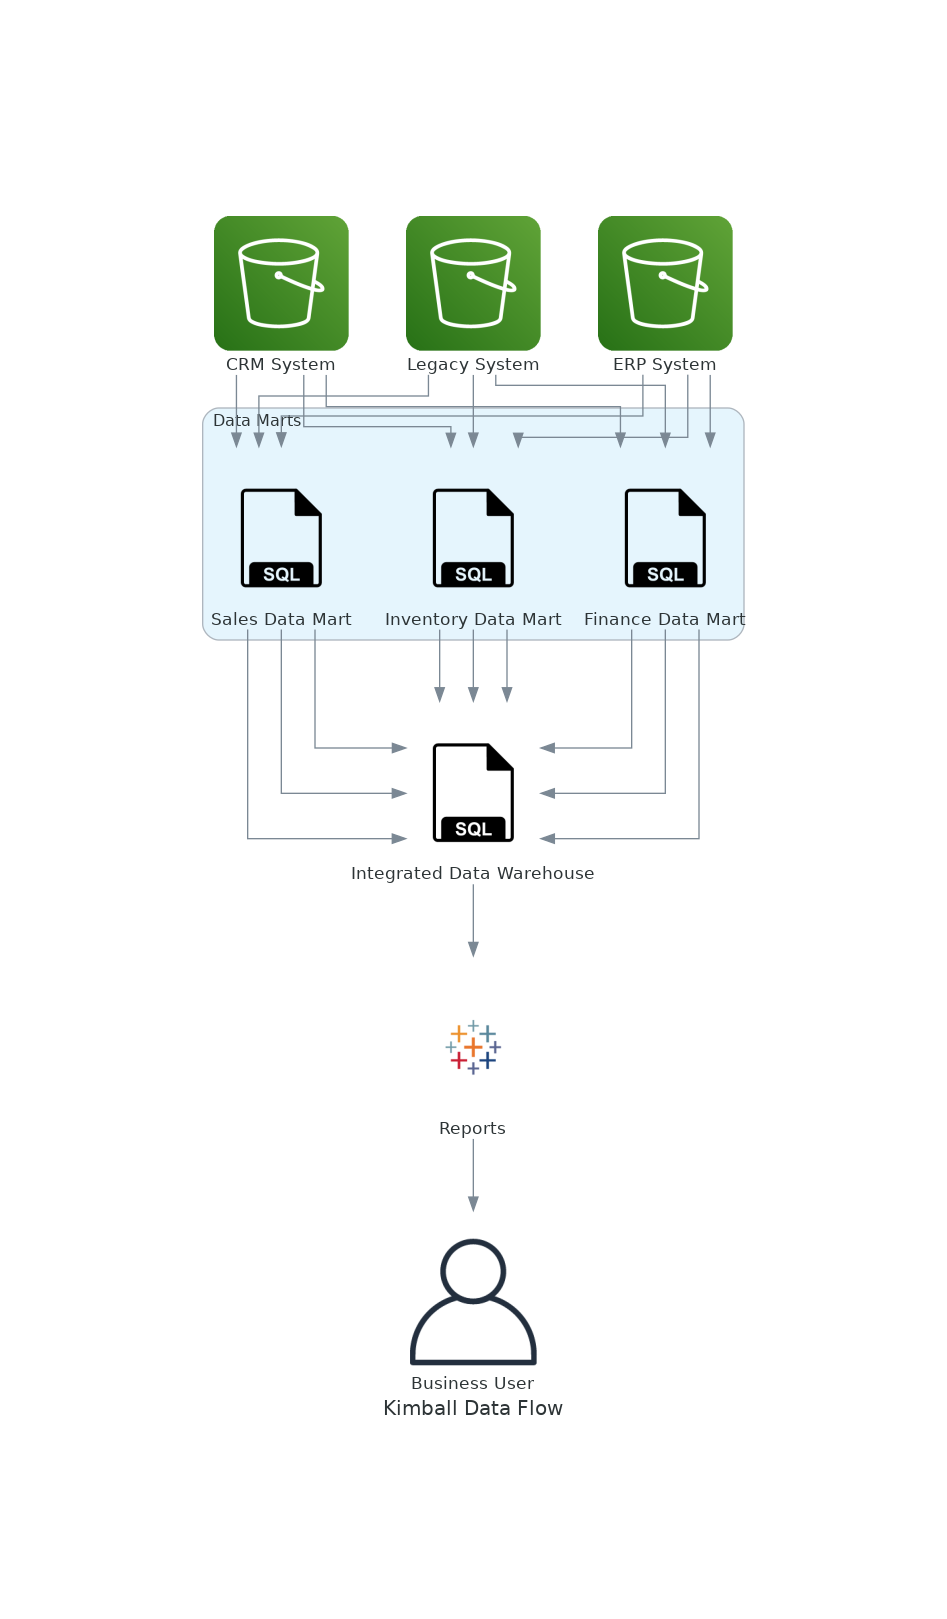 CRM System
Legacy System
ERP System
Data Marts
SQL
SQL
SQL
Sales Data Mart
Inventory Data Mart
Finance Data Mart
SQL
Integrated Data Warehouse
Reports
Business User
Kimball Data Flow